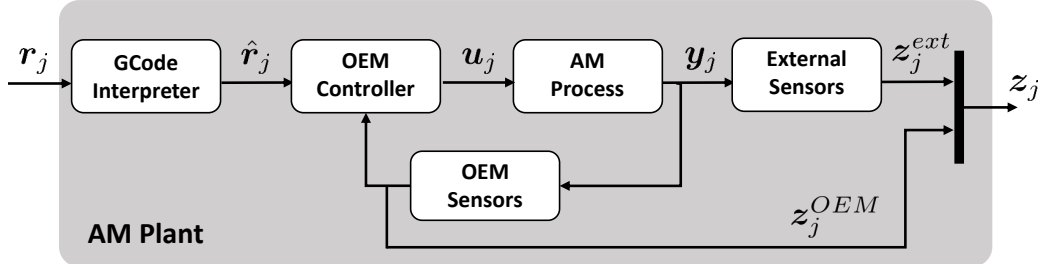 r_j
GCode
Interpreter
r̂_j
OEM
Controller
u_j
AM
Process
y_j
External
Sensors
z_j^{ext}
z_j
OEM
Sensors
z_j^{OEM}
AM Plant